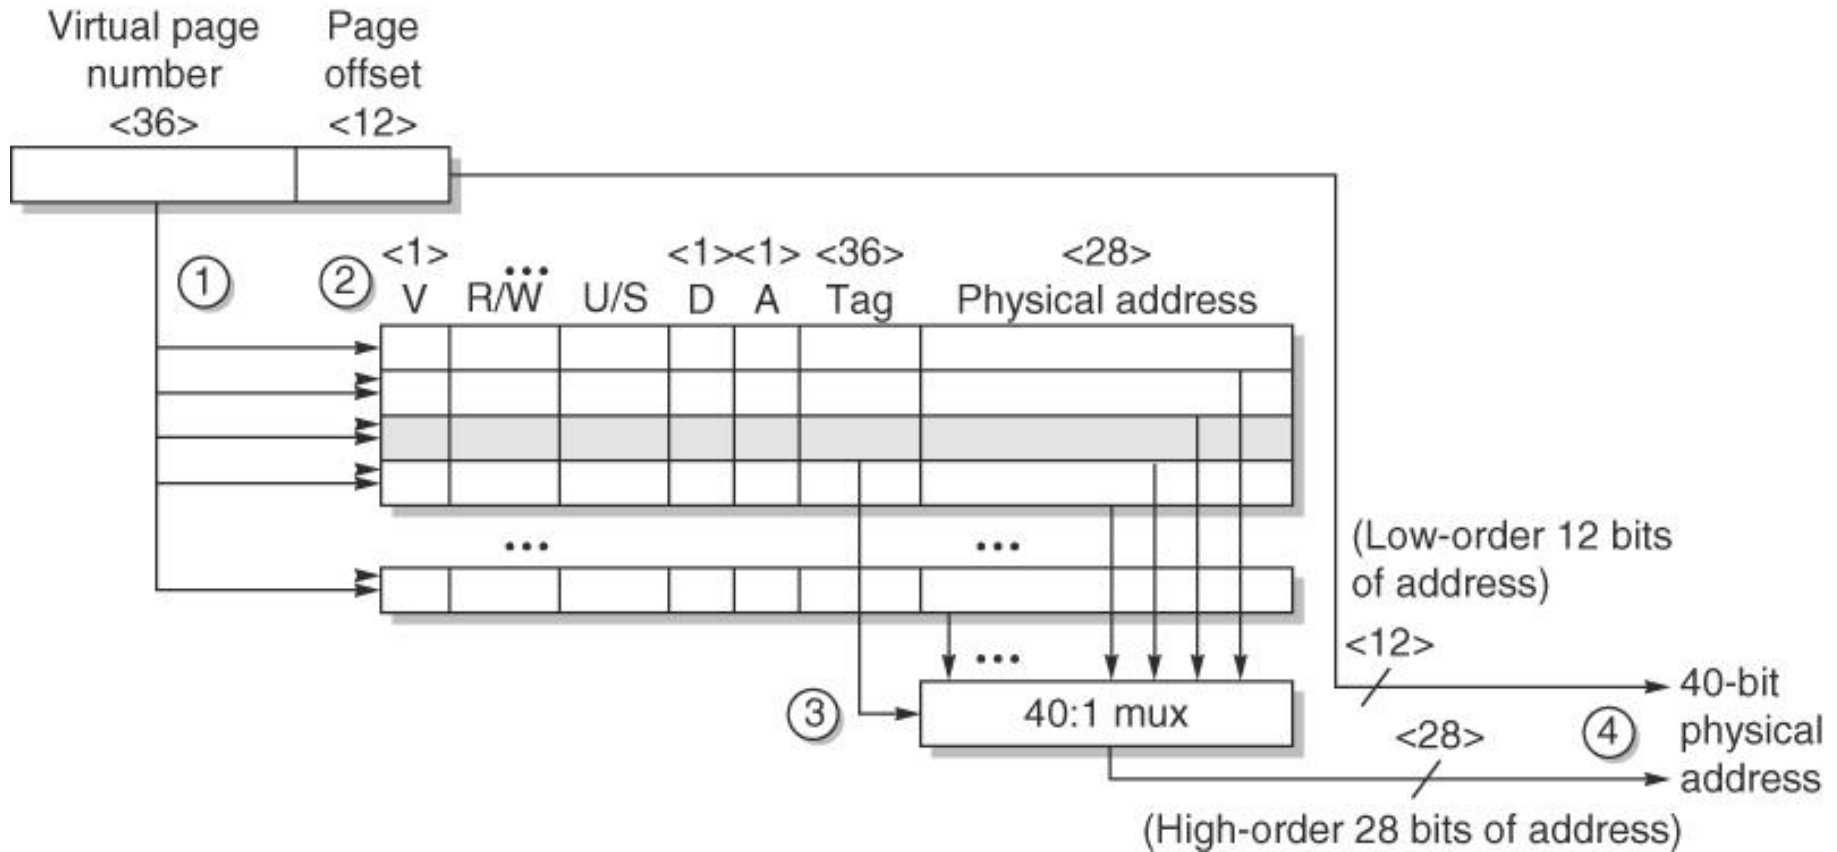 Virtual page
number
<36>
Page
offset
<12>
1
2
<1>
V
...
R/W
U/S
<1>
D
<1>
A
<36>
Tag
<28>
Physical address
...
...
...
3
40:1 mux
(Low-order 12 bits
of address)
<12>
<28>
4
40-bit
physical
address
(High-order 28 bits of address)